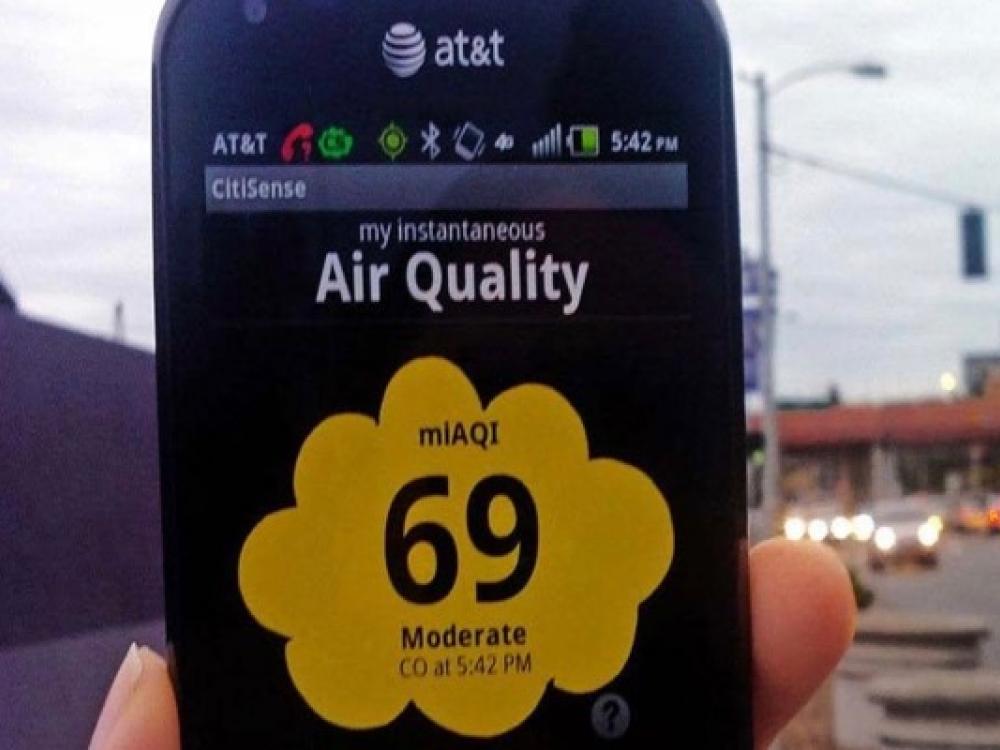 at&t
AT&T 4G 5:42 PM
CitiSense
my instantaneous
Air Quality
miAQI
69
Moderate
CO at 5:42 PM
?